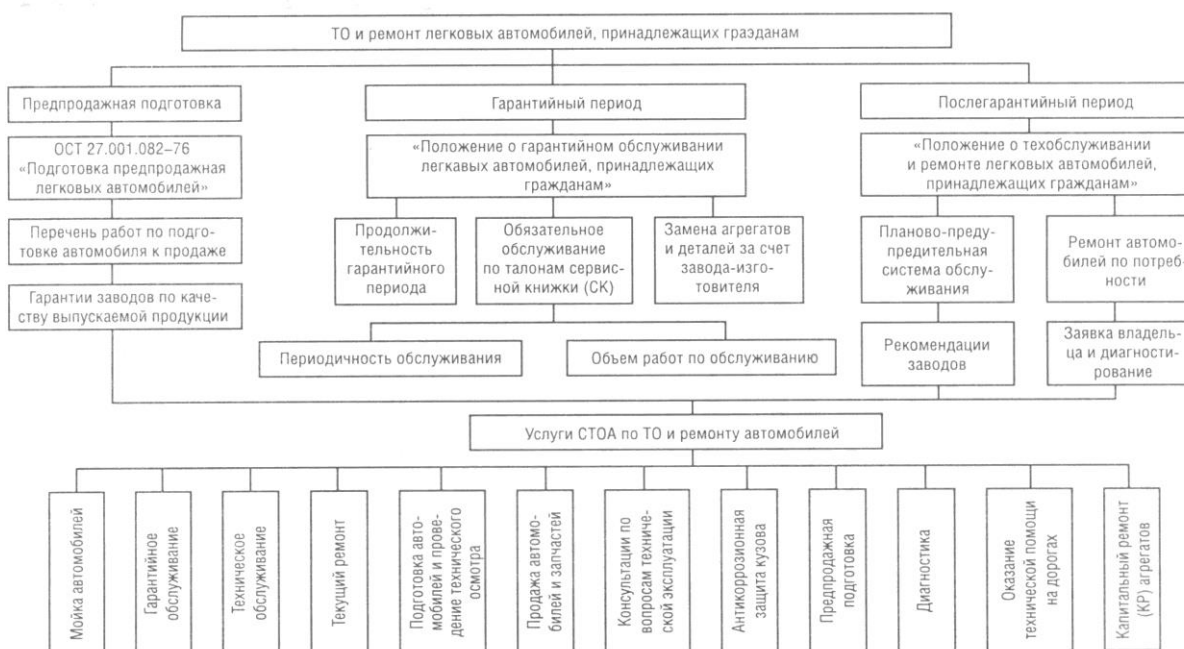 ТО и ремонт легковых автомобилей, принадлежащих граэданам
Предпродажная подготовка
Гарантийный период
Послегарантийный период
ОСТ 27.001.082–76
«Подготовка предпродажная
легковых автомобилей»
«Положение о гарантийном обслуживании
легкавых автомобилей, принадлежащих
гражданам»
«Положение о техобслуживании
и ремонте легковых автомобилей,
принадлежащих гражданам»
Перечень работ по подго-
товке автомобиля к продаже
Продолжи-
тельность
гарантийного
периода
Обязательное
обслуживание
по талонам сервис-
ной книжки (СК)
Замена агрегатов
и деталей за счет
завода-изго-
товителя
Планово-преду-
упредительная
система обслу-
живания
Ремонт автомо-
билей по потреб-
ности
Гарантии заводов по каче-
ству выпускаемой продукции
Периодичность обслуживания
Объем работ по обслуживанию
Рекомендации
заводов
Заявка владель-
ца и диагности-
рование
Услуги СТОА по ТО и ремонту автомобилей
Мойка автомобилей
Гарантийное
обслуживание
Техническое
обслуживание
Текущий ремонт
Подготовка авто-
мобилей и прове-
дение технического
осмотра
Продажа автомо-
билей и запчастей
Консультации по
вопросам техниче-
ской эксплуатации
Антикоррозионная
защита кузова
Предпродажная
подготовка
Диагностика
Оказание
технической помощи
на дорогах
Капитальный ремонт
(КР) агрегатов